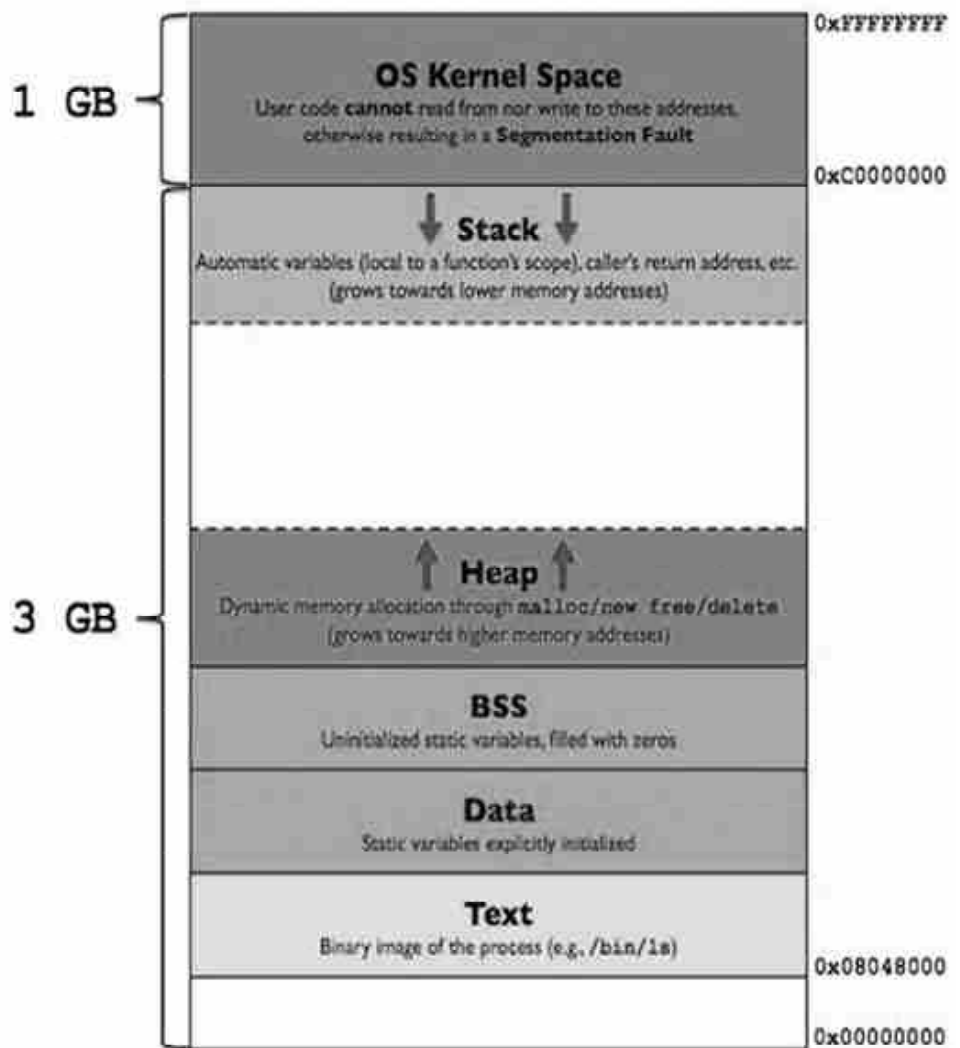 0xFFFFFFFF
OS Kernel Space
1 GB
User code cannot read from nor write to these addresses,
otherwise resulting in a Segmentation Fault
0xC0000000
Stack
Automatic variables (local to a function's scope), caller's return address, etc.
(grows towards lower memory addresses)
Heap
Dynamic memory allocation through malloc/new free/delete
(grows towards higher memory addresses)
3 GB
BSS
Uninitialized static variables, filled with zeros
Data
Static variables explicitly initialized
Text
Binary image of the process (e.g., /bin/ls)
0x08048000
0x00000000